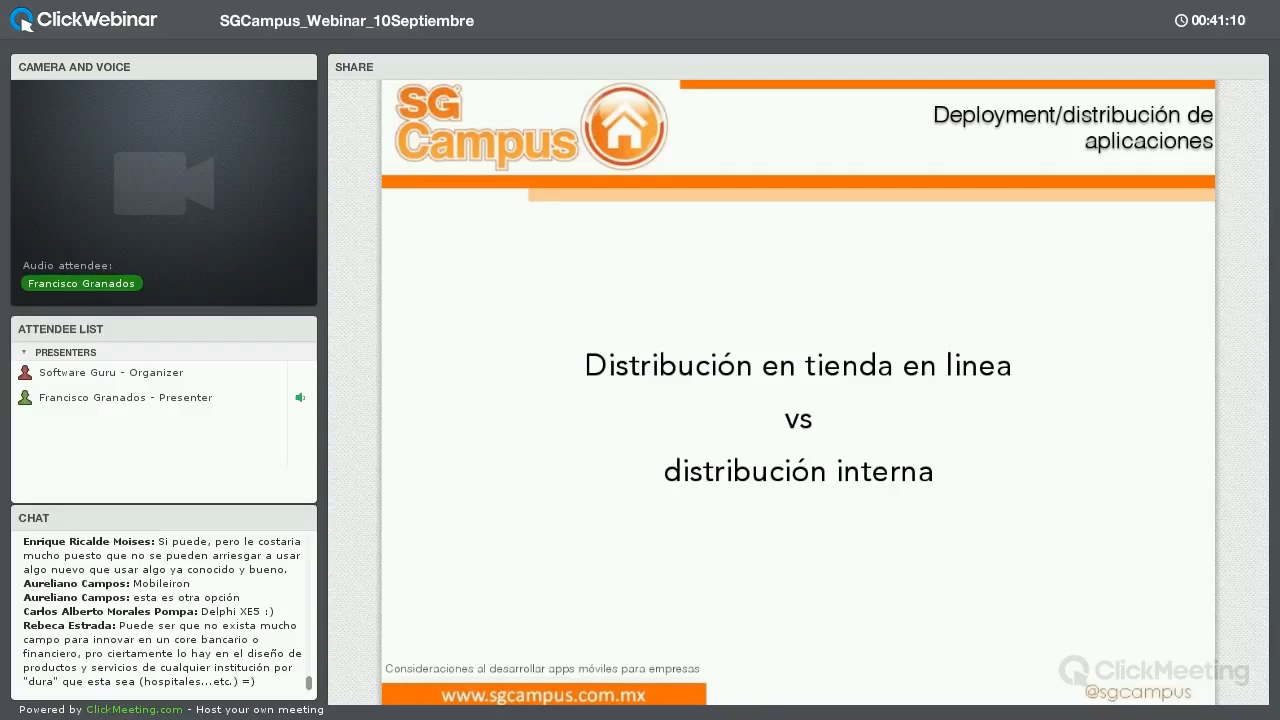 ClickWebinar
SGCampus_Webinar_10Septiembre
00:41:10
CAMERA AND VOICE
Audio attendee:
Francisco Granados
ATTENDEE LIST
PRESENTERS
Software Guru - Organizer
Francisco Granados - Presenter
CHAT
Enrique Ricalde Moises: Si puede, pero le costaria
mucho puesto que no se pueden arriesgar a usar
algo nuevo que usar algo ya conocido y bueno.
Aureliano Campos: Mobileiron
Aureliano Campos: esta es otra opción
Carlos Alberto Morales Pompa: Delphi XE5 :)
Rebeca Estrada: Puede ser que no exista mucho
campo para innovar en un core bancario o
financiero, pro ciertamente lo hay en el diseño de
productos y servicios de cualquier institución por
"dura" que esta sea (hospitales...etc.) =)
Powered by ClickMeeting.com - Host your own meeting
SHARE
SG
Campus
Deployment/distribución de
aplicaciones
Distribución en tienda en linea
vs
distribución interna
Consideraciones al desarrollar apps móviles para empresas
www.sgcampus.com.mx
ClickMeeting
@sgcampus